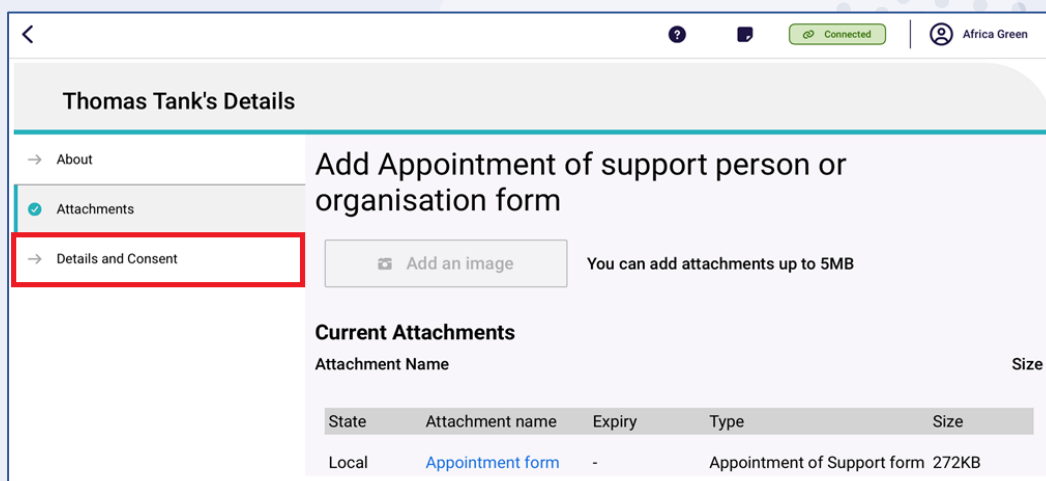 Connected
Africa Green
Thomas Tank's Details
About
Attachments
Details and Consent
Add Appointment of support person or
organisation form
Add an image
You can add attachments up to 5MB
Current Attachments
Attachment Name Size
State Attachment name Expiry Type Size
Local Appointment form - Appointment of Support form 272KB